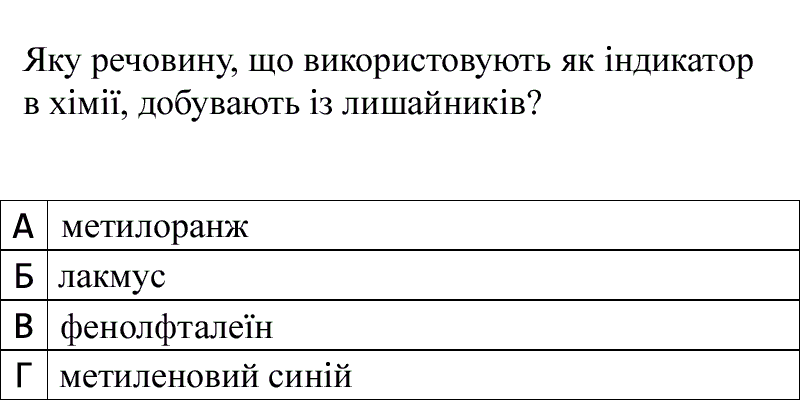 Яку речовину, що використовують як індикатор
в хімії, добувають із лишайників?
А метилоранж
Б лакмус
В фенолфталеїн
Г метиленовий синій